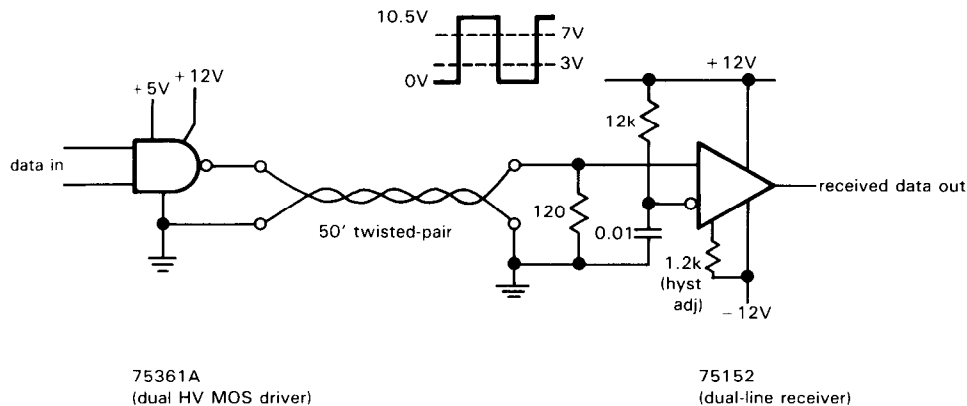 10.5V
7V
3V
0V
+12V
+5V
data in
50' twisted-pair
+12V
12k
120
0.01
1.2k
(hyst
adj)
−12V
received data out
75361A
(dual HV MOS driver)
75152
(dual-line receiver)